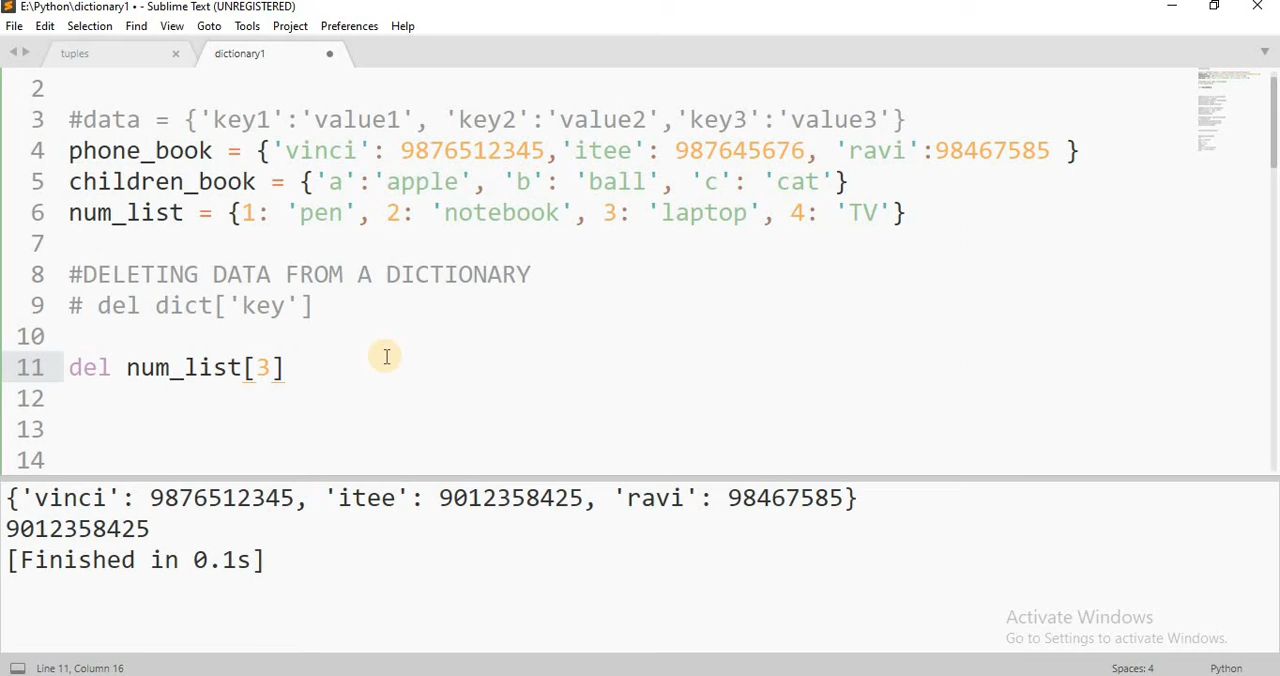 E:\Python\dictionary1 • - Sublime Text (UNREGISTERED)
File Edit Selection Find View Goto Tools Project Preferences Help
tuples × dictionary1 •
2
3 #data = {'key1':'value1', 'key2':'value2','key3':'value3'}
4 phone_book = {'vinci': 9876512345,'itee': 987645676, 'ravi':98467585 }
5 children_book = {'a':'apple', 'b': 'ball', 'c': 'cat'}
6 num_list = {1: 'pen', 2: 'notebook', 3: 'laptop', 4: 'TV'}
7
8 #DELETING DATA FROM A DICTIONARY
9 # del dict['key']
10
11 del num_list[3]
12
13
14
{'vinci': 9876512345, 'itee': 9012358425, 'ravi': 98467585}
9012358425
[Finished in 0.1s]
Activate Windows
Go to Settings to activate Windows.
Line 11, Column 16 Spaces: 4 Python